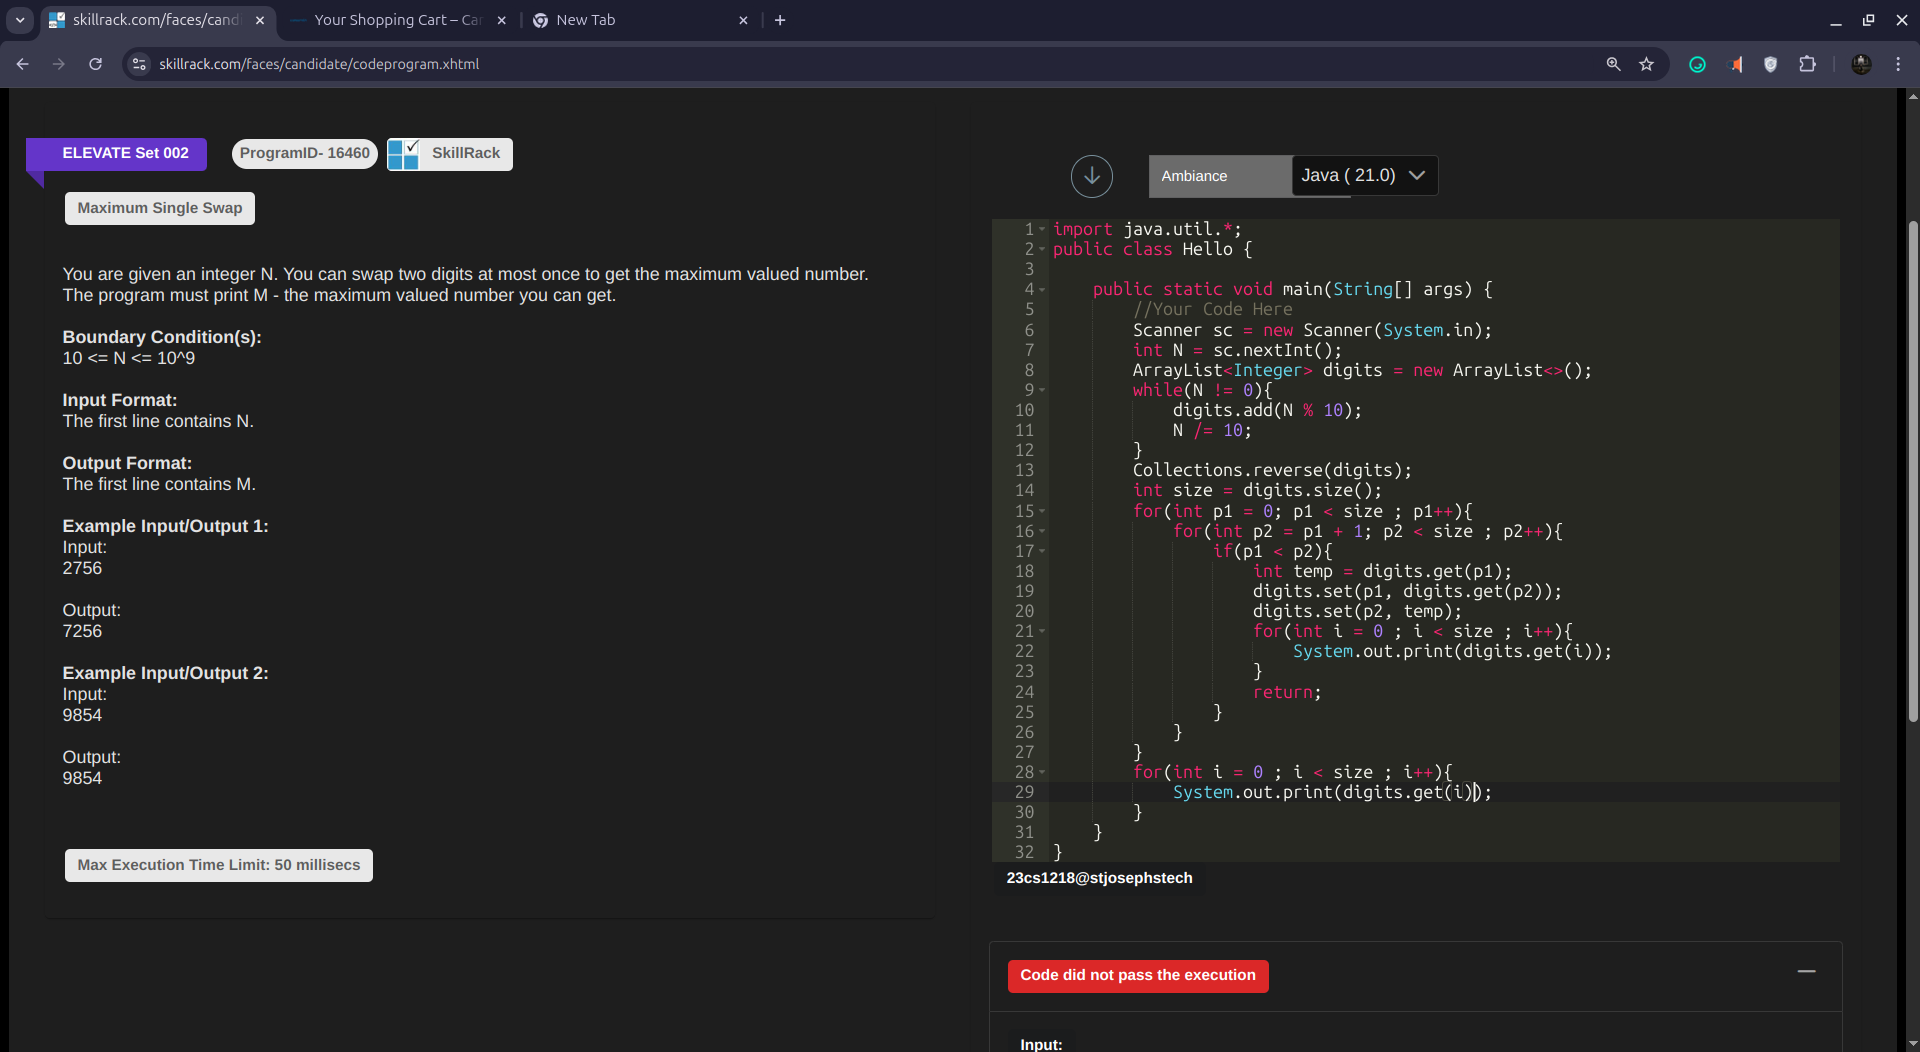 skillrack.com/faces/cand
Your Shopping Cart – Car
New Tab
skillrack.com/faces/candidate/codeprogram.xhtml
ELEVATE Set 002
ProgramID- 16460
SkillRack
Maximum Single Swap
You are given an integer N. You can swap two digits at most once to get the maximum valued number.
The program must print M - the maximum valued number you can get.
Boundary Condition(s):
10 <= N <= 10^9
Input Format:
The first line contains N.
Output Format:
The first line contains M.
Example Input/Output 1:
Input:
2756
Output:
7256
Example Input/Output 2:
Input:
9854
Output:
9854
Max Execution Time Limit: 50 millisecs
Ambiance
Java ( 21.0)
1 import java.util.*;
2 public class Hello {
3
4     public static void main(String[] args) {
5         //Your Code Here
6         Scanner sc = new Scanner(System.in);
7         int N = sc.nextInt();
8         ArrayList<Integer> digits = new ArrayList<>();
9         while(N != 0){
10             digits.add(N % 10);
11             N /= 10;
12         }
13         Collections.reverse(digits);
14         int size = digits.size();
15         for(int p1 = 0; p1 < size ; p1++){
16             for(int p2 = p1 + 1; p2 < size ; p2++){
17                 if(p1 < p2){
18                     int temp = digits.get(p1);
19                     digits.set(p1, digits.get(p2));
20                     digits.set(p2, temp);
21                     for(int i = 0 ; i < size ; i++){
22                         System.out.print(digits.get(i));
23                     }
24                     return;
25                 }
26             }
27         }
28         for(int i = 0 ; i < size ; i++){
29             System.out.print(digits.get(i));
30         }
31     }
32 }
23cs1218@stjosephstech
Code did not pass the execution
Input: